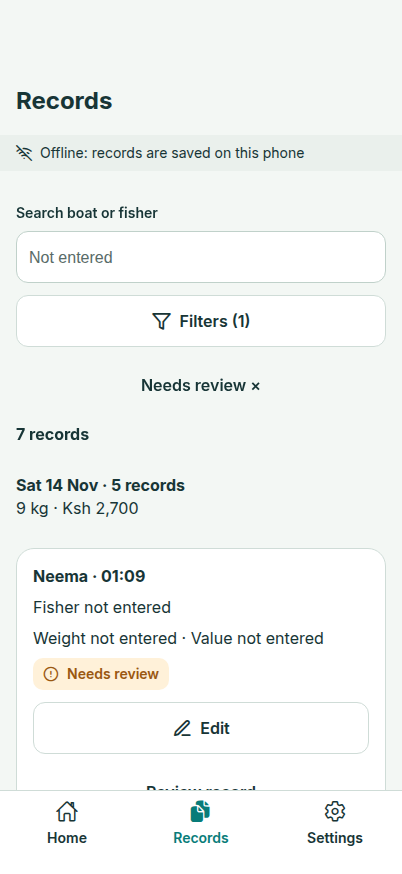 Records
Offline: records are saved on this phone
Search boat or fisher
Not entered
Filters (1)
Needs review ×
7 records
Sat 14 Nov · 5 records
9 kg · Ksh 2,700
Neema · 01:09
Fisher not entered
Weight not entered · Value not entered
Needs review
Edit
Review record
Home
Records
Settings